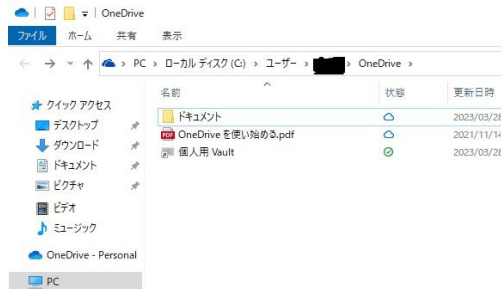 OneDrive
ファイル ホーム 共有 表示
PC ローカル ディスク (C:) ユーザー OneDrive
名前 状態 更新日時
クイック アクセス
デスクトップ
ダウンロード
ドキュメント
ピクチャ
ビデオ
ミュージック
OneDrive - Personal
PC
ドキュメント 2023/03/28
PDF OneDrive を使い始める.pdf 2021/11/14
個人用 Vault 2023/03/28